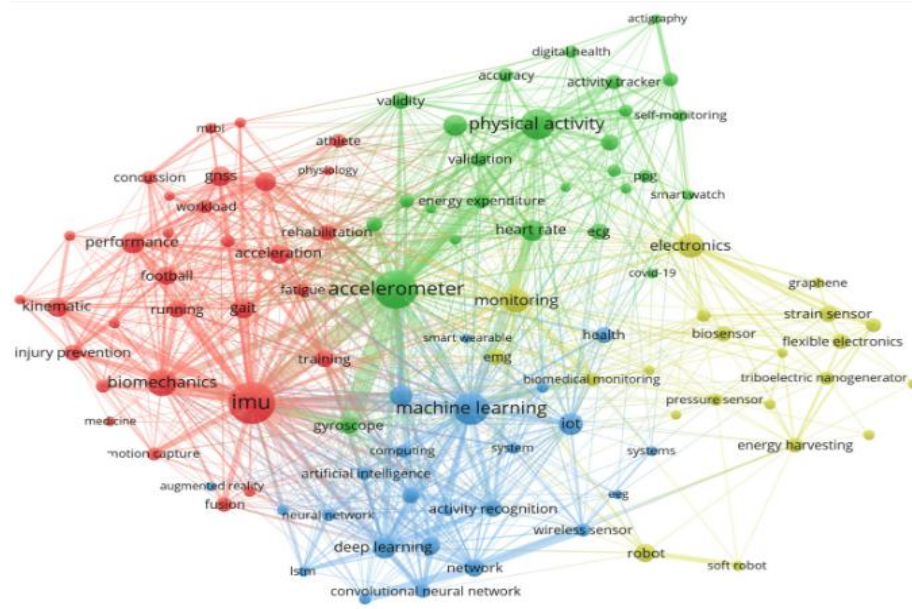 actigraphy
digital health
accuracy
activity tracker
validity
physical activity
self-monitoring
mtbi
athlete
validation
concussion
gnss
physiology
ppg
workload
energy expenditure
smart watch
performance
rehabilitation
heart rate
ecg
electronics
acceleration
football
fatigue
accelerometer
covid-19
monitoring
graphene
kinematic
running
gait
strain sensor
smart wearable
health
biosensor
flexible electronics
injury prevention
training
emg
biomechanics
biomedical monitoring
triboelectric nanogenerator
imu
machine learning
pressure sensor
medicine
gyroscope
iot
motion capture
computing
system
systems
energy harvesting
augmented reality
artificial intelligence
fusion
eeg
neural network
activity recognition
wireless sensor
deep learning
robot
lstm
network
soft robot
convolutional neural network